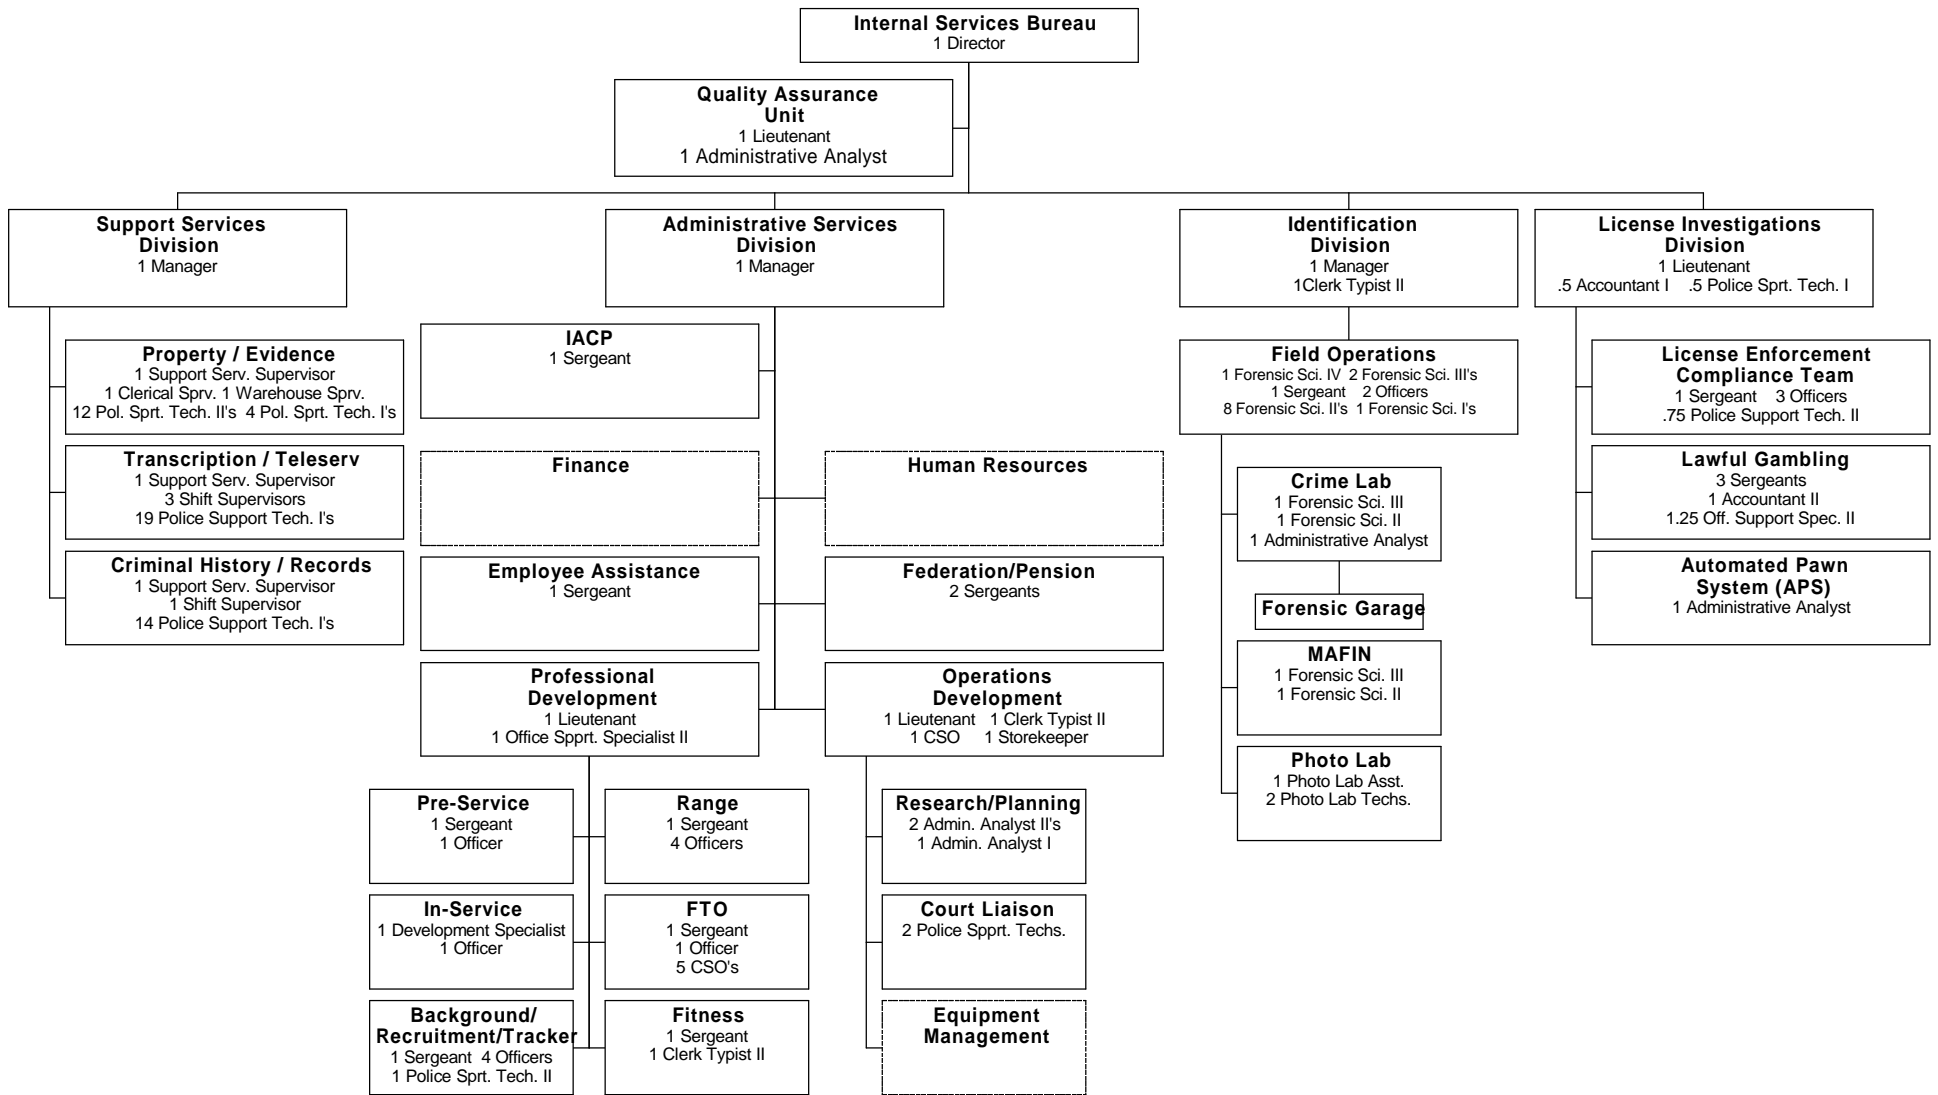 Internal Services Bureau
1 Director
Quality Assurance
Unit
1 Lieutenant
1 Administrative Analyst
Support Services
Division
1 Manager
Administrative Services
Division
1 Manager
Identification
Division
1 Manager
1Clerk Typist II
License Investigations
Division
1 Lieutenant
.5 Accountant I .5 Police Sprt. Tech. I
Property / Evidence
1 Support Serv. Supervisor
1 Clerical Sprv. 1 Warehouse Sprv.
12 Pol. Sprt. Tech. II's 4 Pol. Sprt. Tech. I's
Transcription / Teleserv
1 Support Serv. Supervisor
3 Shift Supervisors
19 Police Support Tech. I's
Criminal History / Records
1 Support Serv. Supervisor
1 Shift Supervisor
14 Police Support Tech. I's
IACP
1 Sergeant
Finance
Human Resources
Employee Assistance
1 Sergeant
Federation/Pension
2 Sergeants
Professional
Development
1 Lieutenant
1 Office Spprt. Specialist II
Operations
Development
1 Lieutenant 1 Clerk Typist II
1 CSO 1 Storekeeper
Pre-Service
1 Sergeant
1 Officer
Range
1 Sergeant
4 Officers
In-Service
1 Development Specialist
1 Officer
FTO
1 Sergeant
1 Officer
5 CSO's
Background/
Recruitment/Tracker
1 Sergeant 4 Officers
1 Police Sprt. Tech. II
Fitness
1 Sergeant
1 Clerk Typist II
Research/Planning
2 Admin. Analyst II's
1 Admin. Analyst I
Court Liaison
2 Police Spprt. Techs.
Equipment
Management
Field Operations
1 Forensic Sci. IV 2 Forensic Sci. III's
1 Sergeant 2 Officers
8 Forensic Sci. II's 1 Forensic Sci. I's
Crime Lab
1 Forensic Sci. III
1 Forensic Sci. II
1 Administrative Analyst
Forensic Garage
MAFIN
1 Forensic Sci. III
1 Forensic Sci. II
Photo Lab
1 Photo Lab Asst.
2 Photo Lab Techs.
License Enforcement
Compliance Team
1 Sergeant 3 Officers
.75 Police Support Tech. II
Lawful Gambling
3 Sergeants
1 Accountant II
1.25 Off. Support Spec. II
Automated Pawn
System (APS)
1 Administrative Analyst